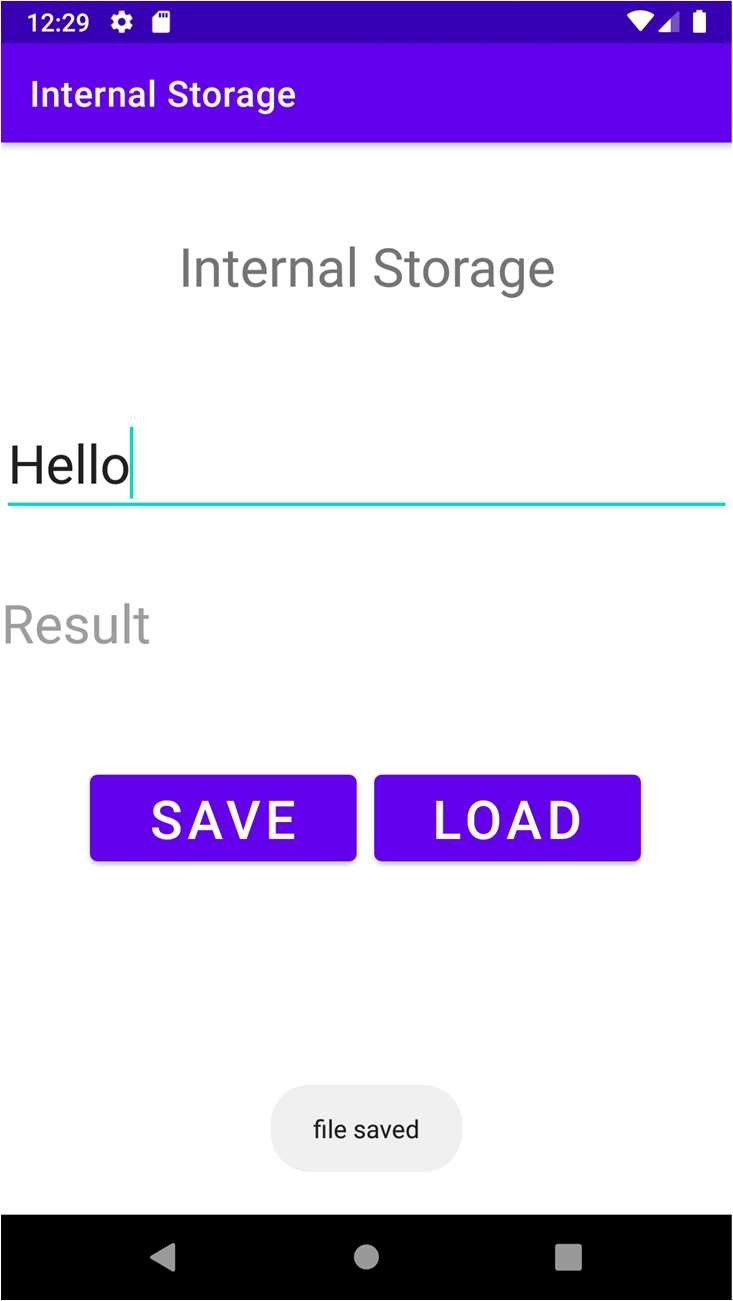 12:29
Internal Storage
Internal Storage
Hello
Result
SAVE LOAD
file saved